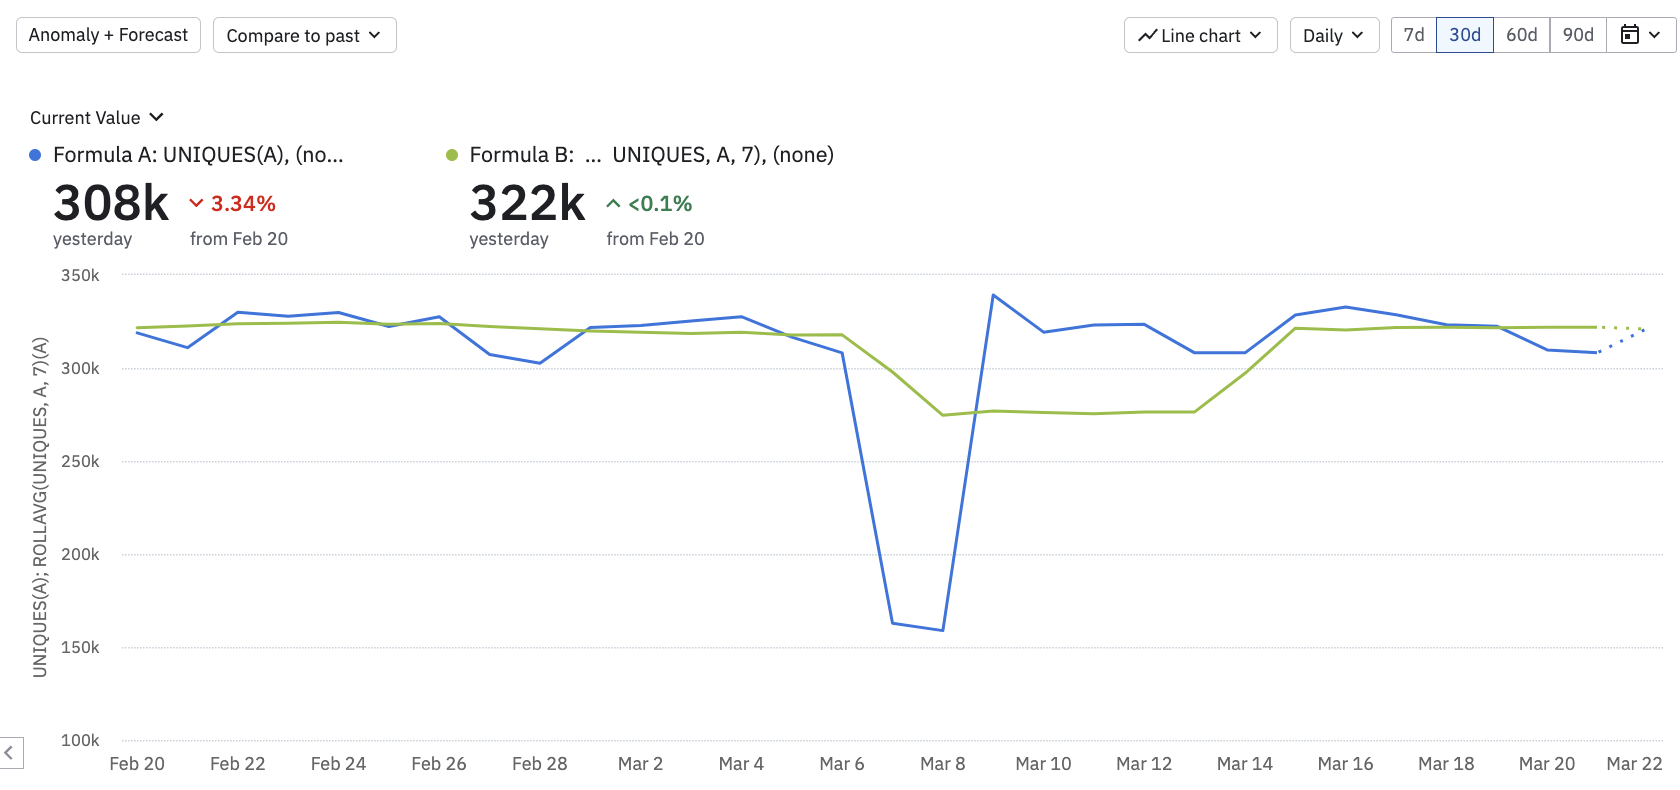 Anomaly + Forecast Compare to past Line chart Daily 7d 30d 60d 90d
Current Value
Formula A: UNIQUES(A), (no... Formula B: ... UNIQUES, A, 7), (none)
308k 3.34% 322k <0.1%
yesterday from Feb 20 yesterday from Feb 20
UNIQUES(A); ROLLAVG(UNIQUES, A, 7)(A)
350k
300k
250k
200k
150k
100k
Feb 20 Feb 22 Feb 24 Feb 26 Feb 28 Mar 2 Mar 4 Mar 6 Mar 8 Mar 10 Mar 12 Mar 14 Mar 16 Mar 18 Mar 20 Mar 22